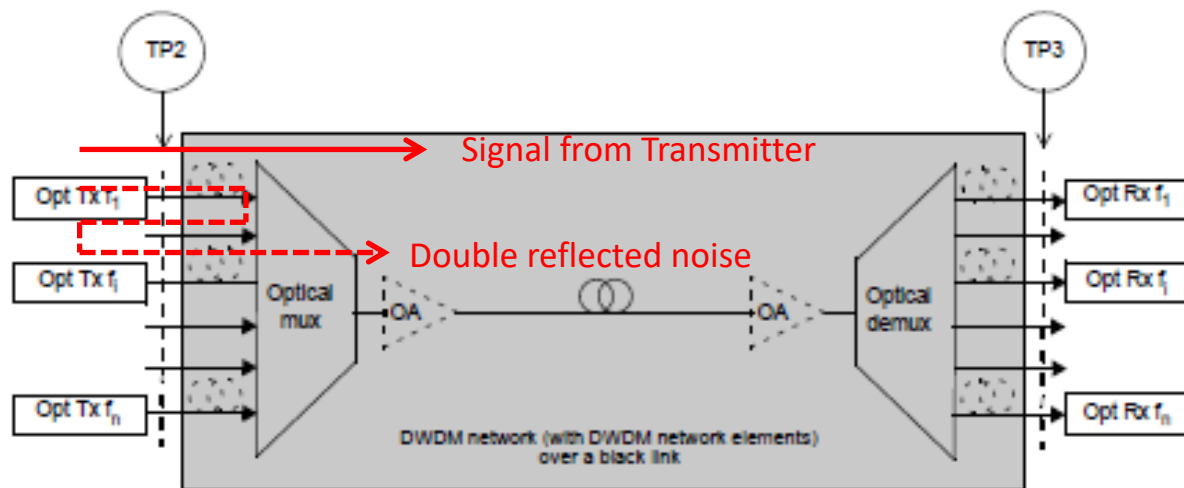 TP2
TP3
Signal from Transmitter
Opt Tx f1
Opt Rx f1
Double reflected noise
Opt Tx fi
Opt Rx fi
Optical
mux
OA
OA
Optical
demux
Opt Tx fn
Opt Rx fn
DWDM network (with DWDM network elements)
over a black link